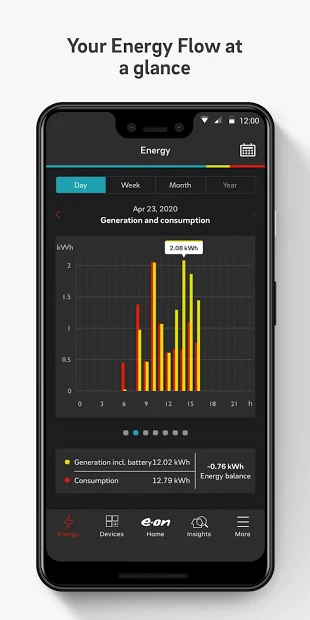 Your Energy Flow at
a glance
12:00
Energy
Day Week Month Year
Apr 23, 2020
Generation and consumption
kWh
2.08 kWh
2
1.5
1
0.5
0
0 3 6 9 12 15 18 21 h
Generation incl. battery 12.02 kWh
Consumption 12.79 kWh
-0.76 kWh
Energy balance
e·on
Energy Devices Home Insights More